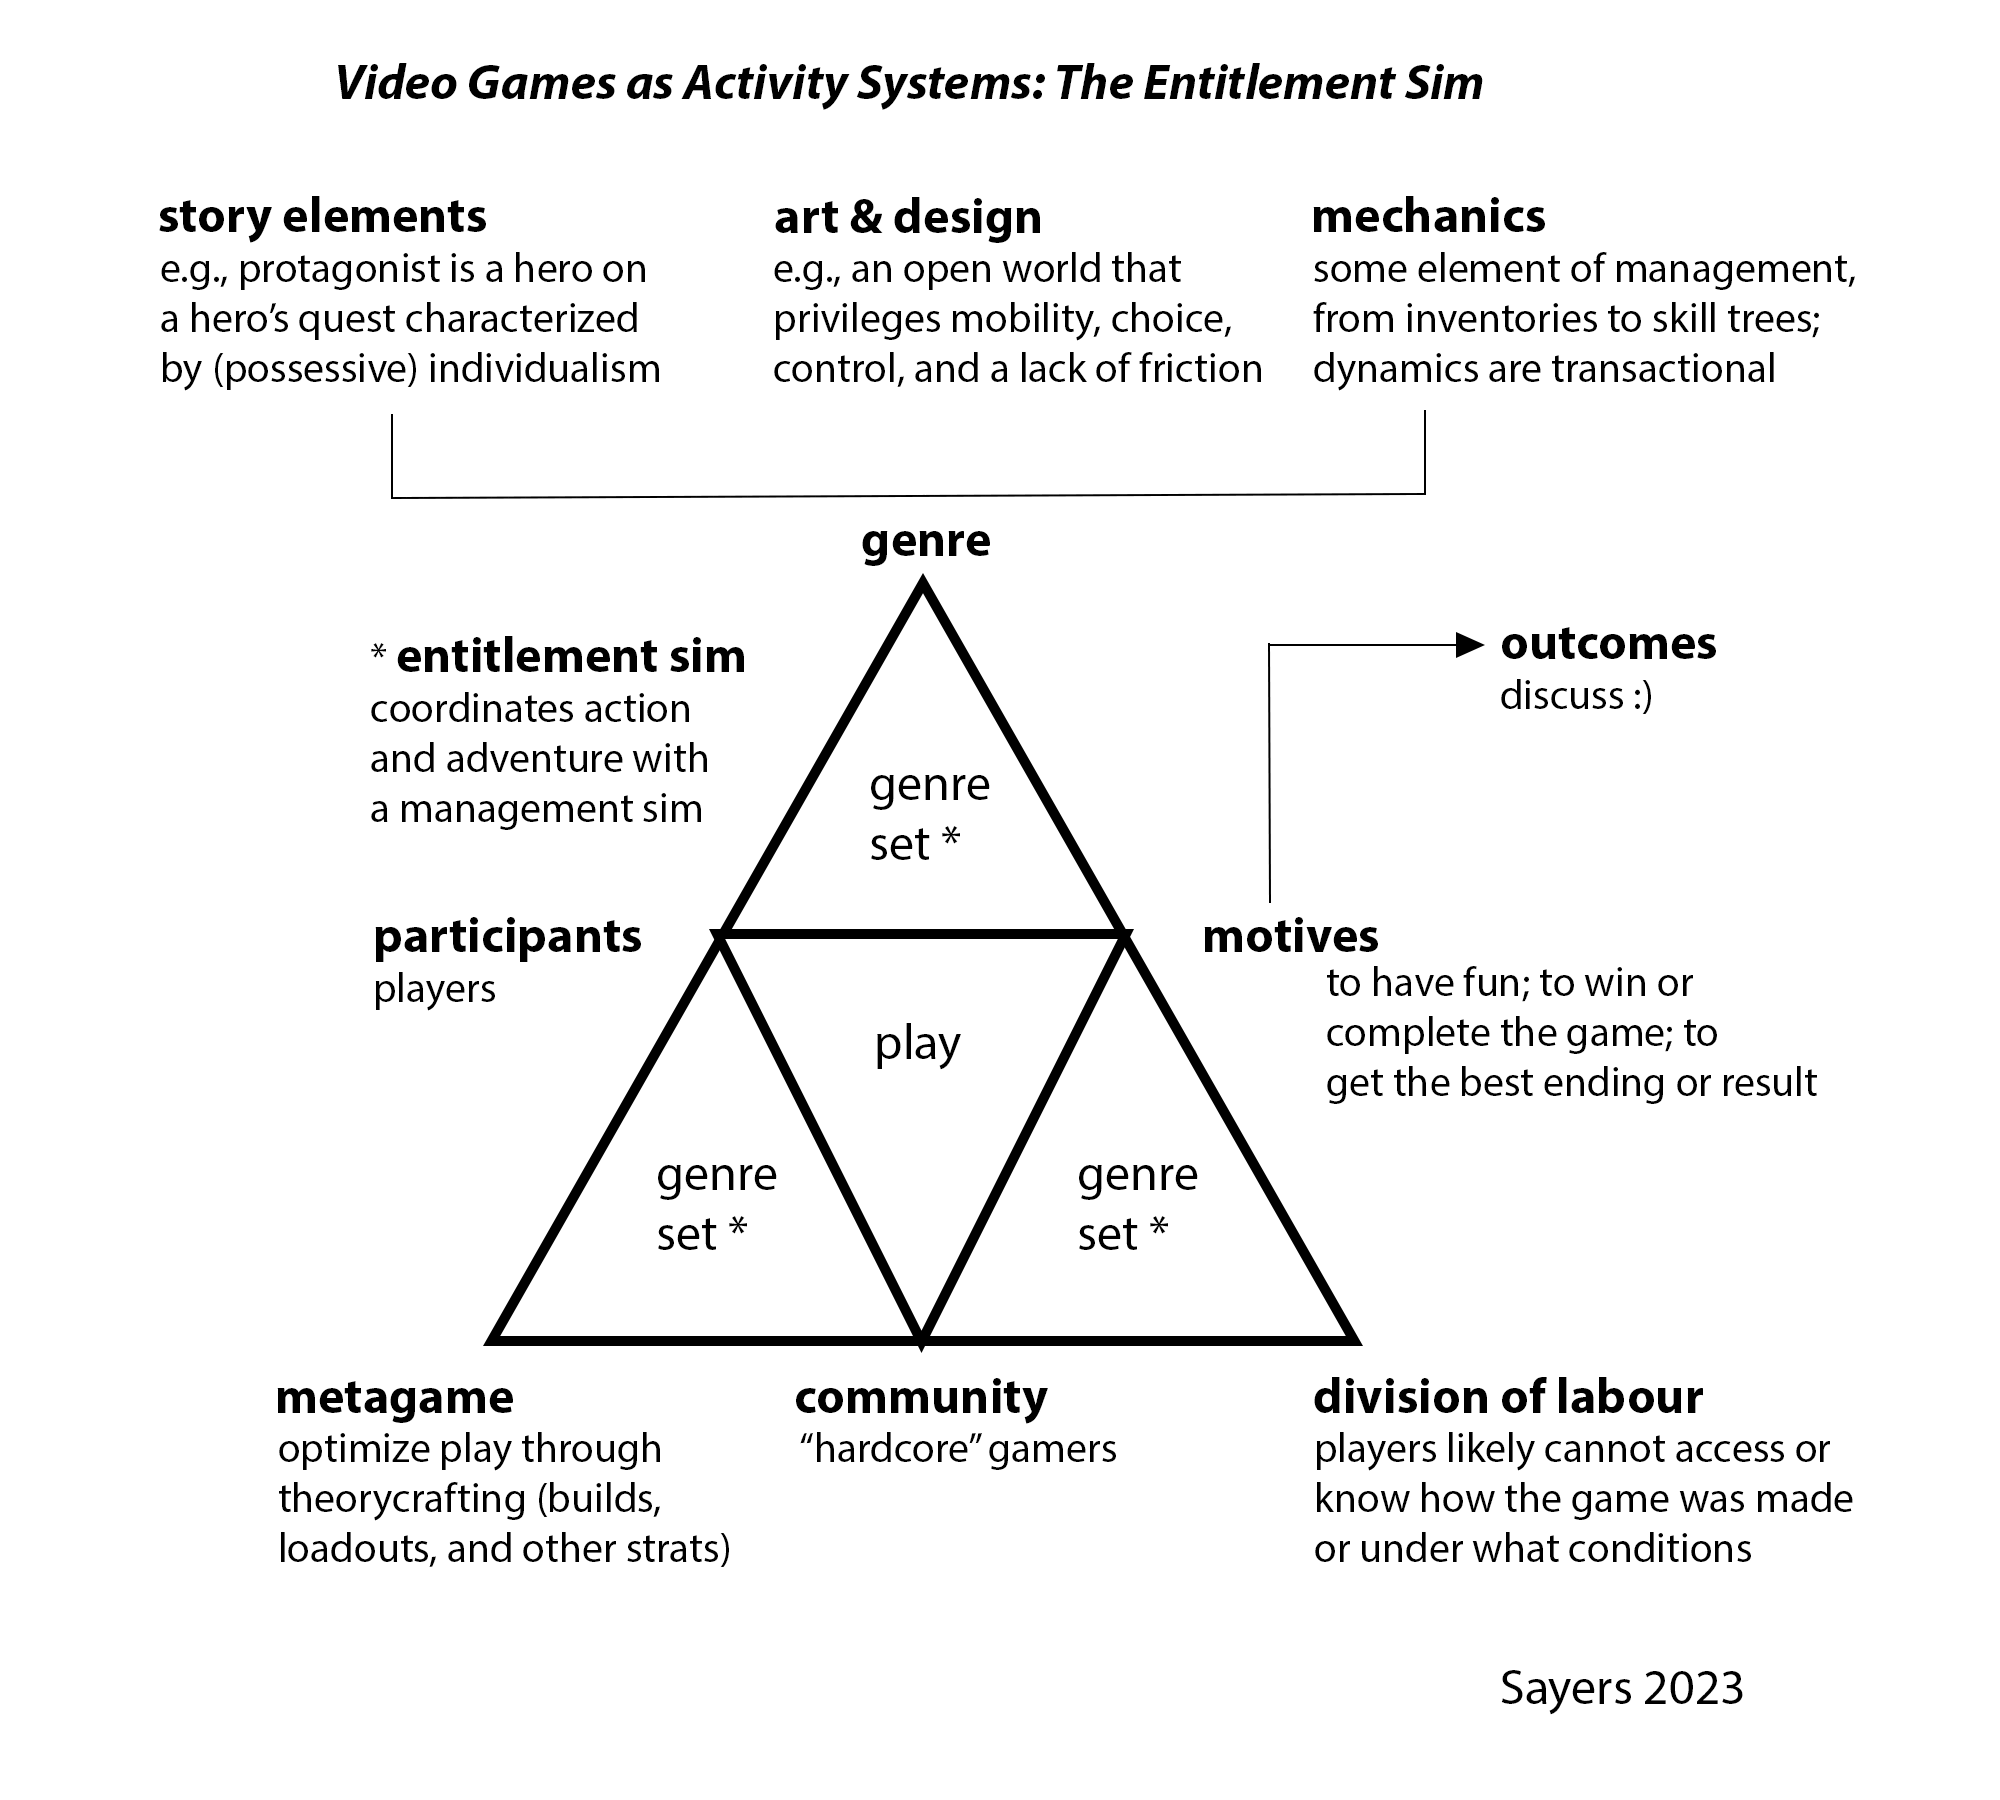 Video Games as Activity Systems: The Entitlement Sim
story elements
e.g., protagonist is a hero on
a hero’s quest characterized
by (possessive) individualism
art & design
e.g., an open world that
privileges mobility, choice,
control, and a lack of friction
mechanics
some element of management,
from inventories to skill trees;
dynamics are transactional
genre
* entitlement sim
coordinates action
and adventure with
a management sim
outcomes
discuss :)
genre
set *
participants
players
motives
to have fun; to win or
complete the game; to
get the best ending or result
play
genre
set *
genre
set *
metagame
optimize play through
theorycrafting (builds,
loadouts, and other strats)
community
“hardcore” gamers
division of labour
players likely cannot access or
know how the game was made
or under what conditions
Sayers 2023